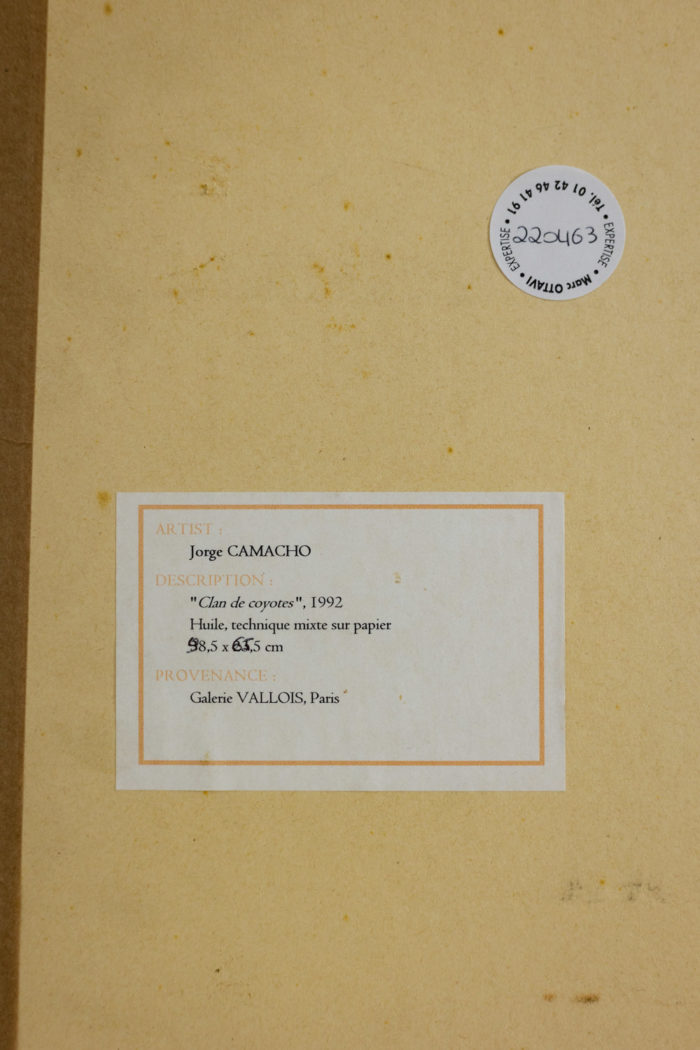 EXPERTISE • Marc OTTAVI • EXPERTISE • Tél. 01 42 46 41 91 •
220463
ARTIST :
Jorge CAMACHO
DESCRIPTION :
"Clan de coyotes", 1992
Huile, technique mixte sur papier
98,5 x 65,5 cm
PROVENANCE :
Galerie VALLOIS, Paris